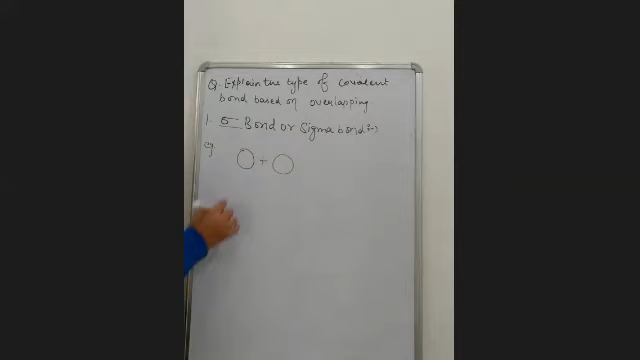 Q. Explain the type of covalent
bond based on overlapping
1. σ- Bond or Sigma bond :-)
eg.
+